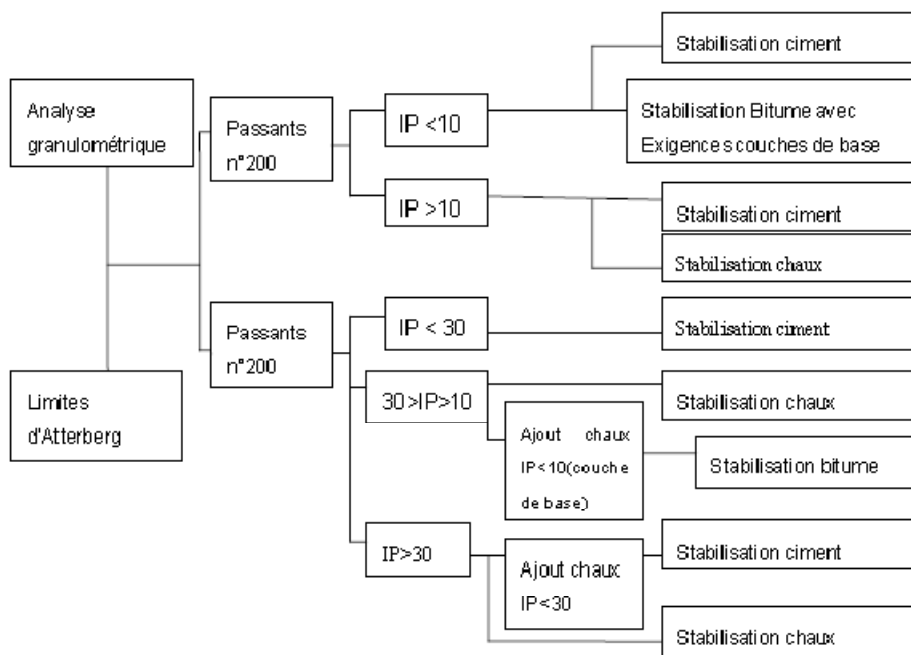 Analyse
granulométrique
Limites
d'Atterberg
Passants
n°200
Passants
n°200
IP <10
IP >10
IP < 30
30>IP>10
IP>30
Ajout chaux
IP<10(couche
de base)
Ajout chaux
IP<30
Stabilisation ciment
Stabilisation Bitume avec
Exigences couches de base
Stabilisation ciment
Stabilisation chaux
Stabilisation ciment
Stabilisation chaux
Stabilisation bitume
Stabilisation ciment
Stabilisation chaux